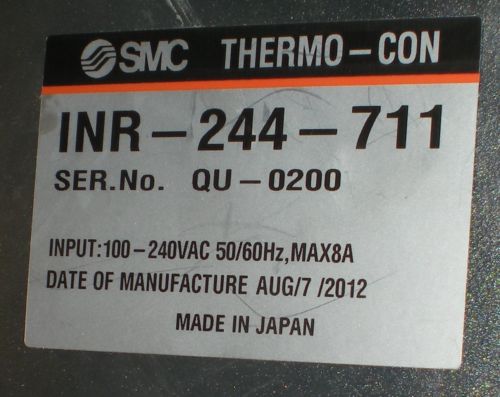 SMC THERMO-CON
INR-244-711
SER.No. QU-0200
INPUT:100-240VAC 50/60Hz,MAX8A
DATE OF MANUFACTURE AUG/7 /2012
MADE IN JAPAN